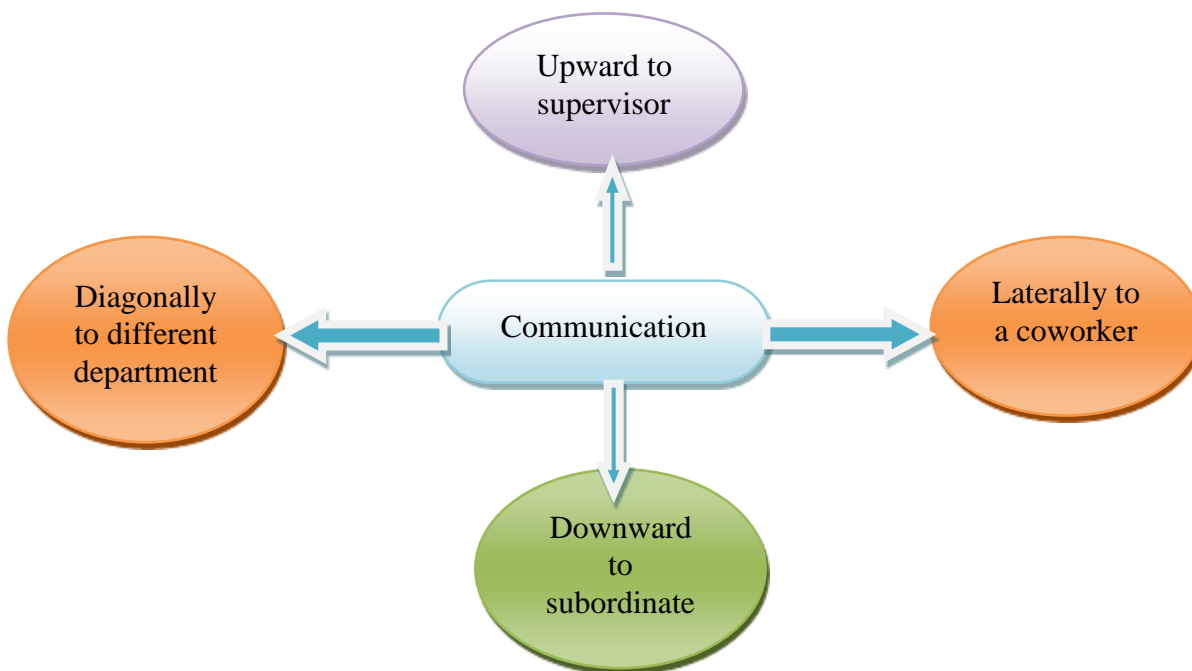 Upward to
supervisor
Diagonally
to different
department
Communication
Laterally to
a coworker
Downward
to
subordinate